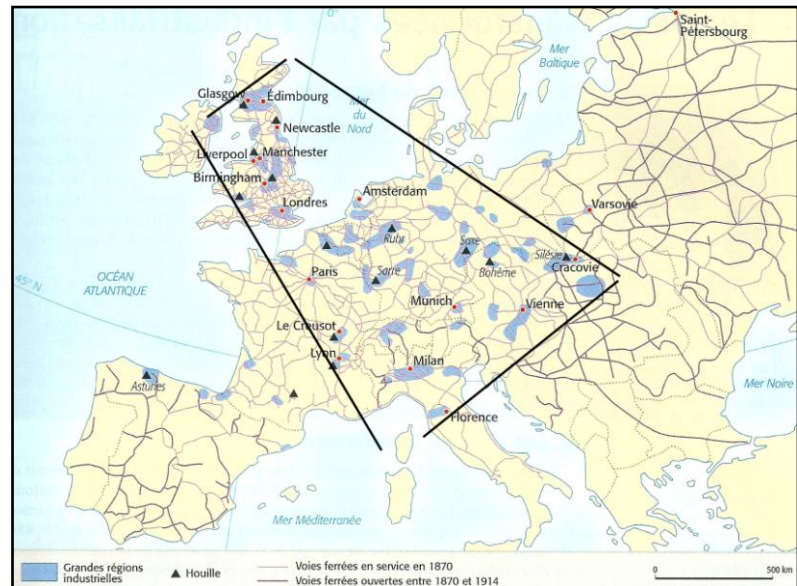 Saint-
Pétersbourg
Mer
Baltique
0°
Glasgow
Édimbourg
Mer
du
Nord
Newcastle
Liverpool
Manchester
Birmingham
Amsterdam
Varsovie
Londres
Ruhr
Saxe
Silésie
Cracovie
Bohême
OCÉAN
ATLANTIQUE
45° N
Paris
Sarre
Munich
Vienne
Le Creusot
Lyon
Milan
Mer Noire
Asturies
Florence
Mer Méditerranée
Grandes régions
industrielles
Houille
Voies ferrées en service en 1870
Voies ferrées ouvertes entre 1870 et 1914
0
500 km